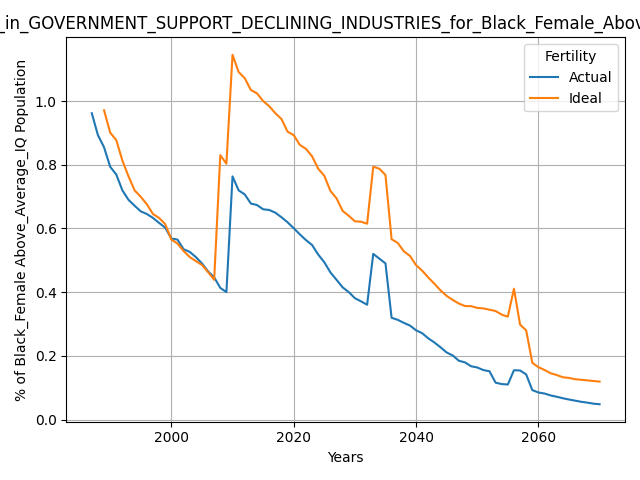 _in_GOVERNMENT_SUPPORT_DECLINING_INDUSTRIES_for_Black_Female_Abov
% of Black_Female Above_Average_IQ Population
Fertility
Actual
Ideal
1.0
0.8
0.6
0.4
0.2
0.0
2000 2020 2040 2060
Years